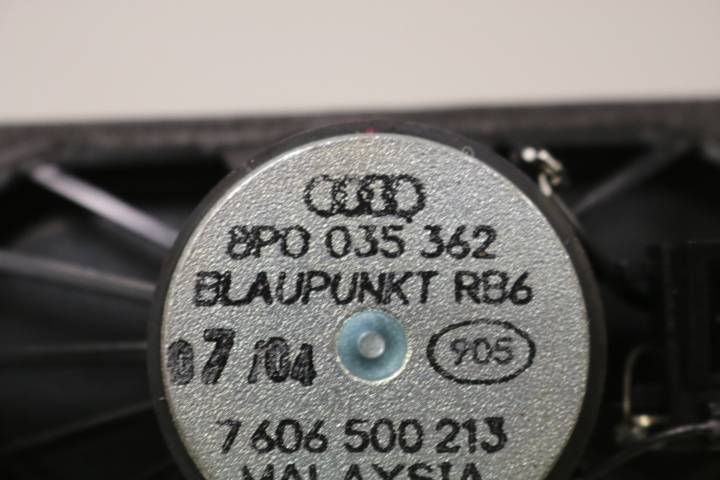 8P0 035 362
BLAUPUNKT RB6
07/04 905
7 606 500 213
MALAYSIA